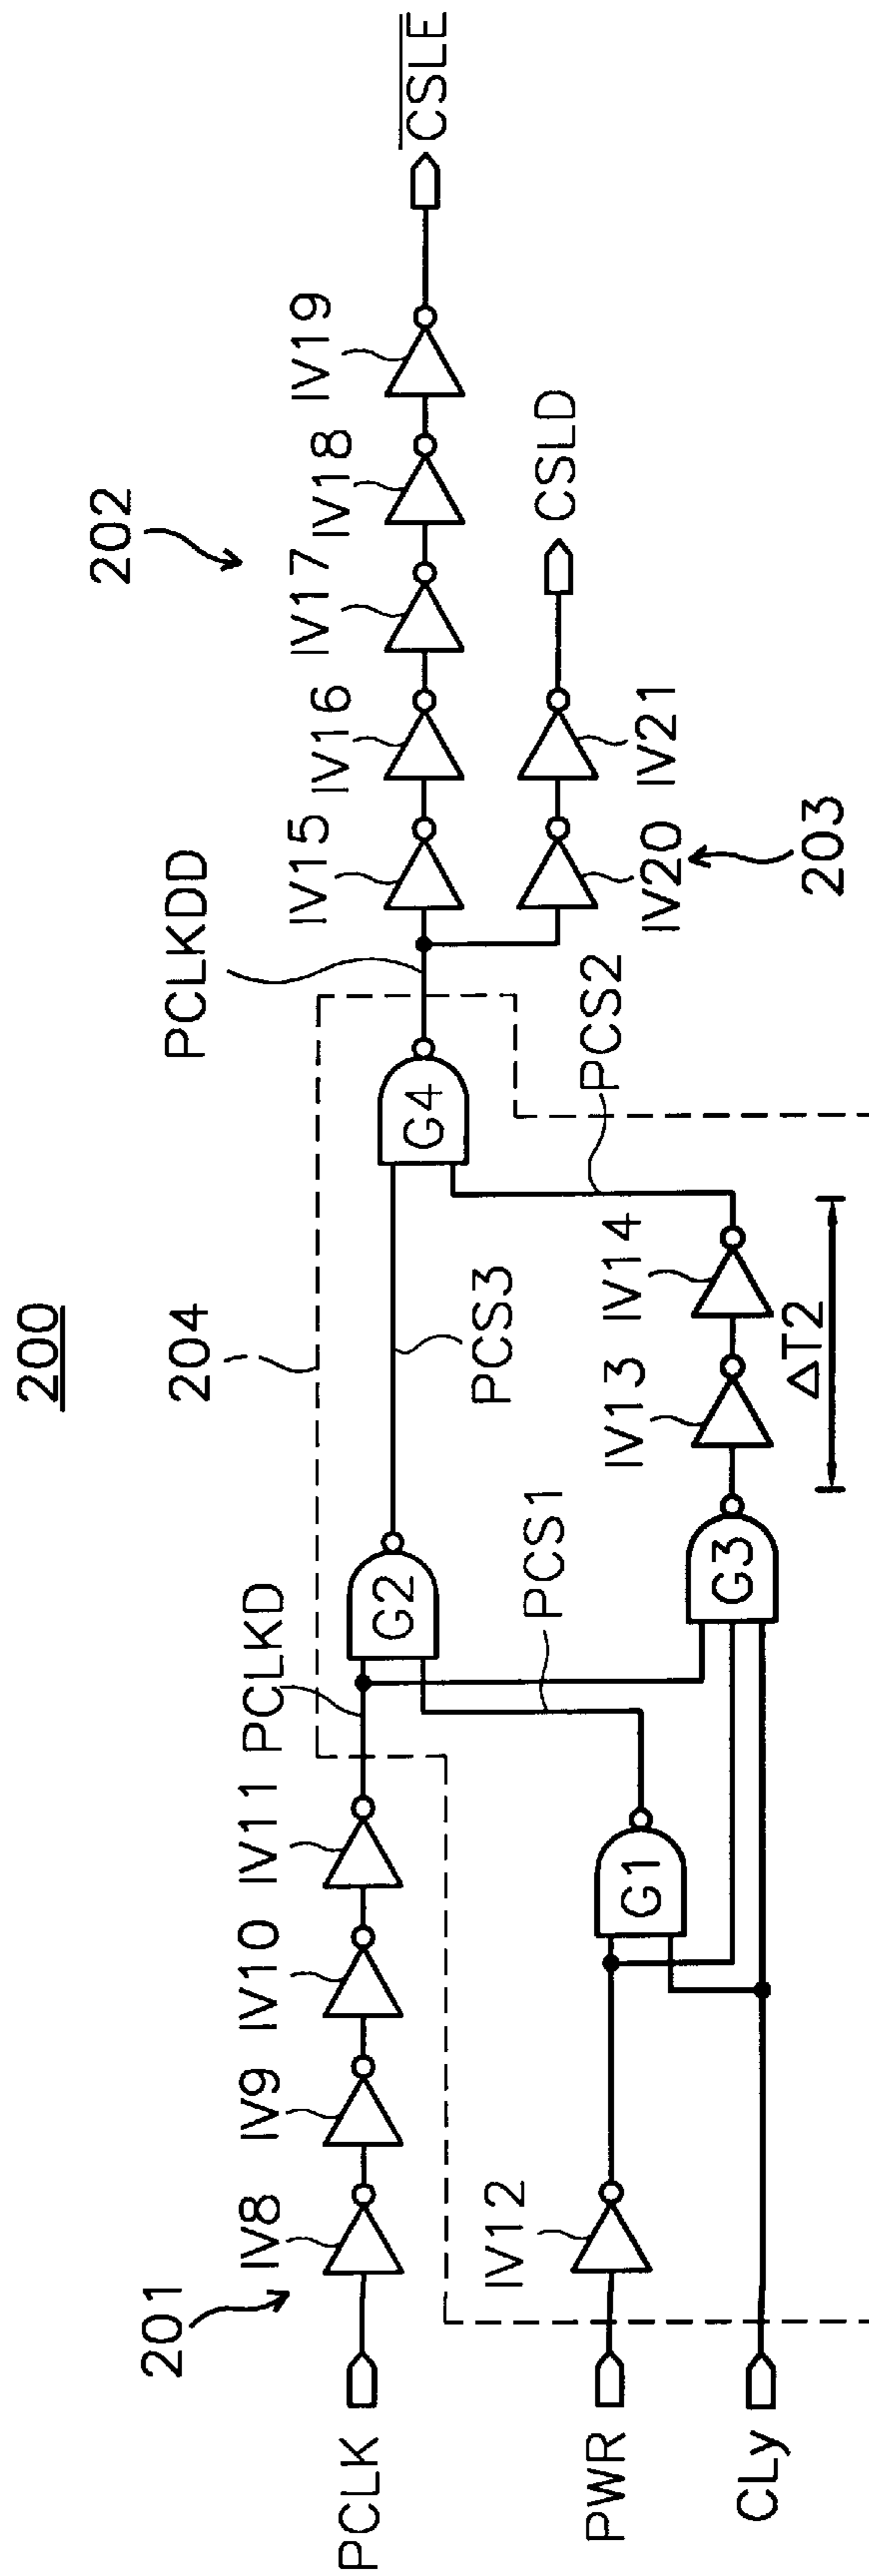 200
204
202
201
IV8
IV9
IV10
IV11
PCLKD
PCLKDD
IV15
IV16
IV17
IV18
IV19
C̅S̅L̅E̅
PCLK
G2
PCS3
G4
IV20
IV21
CSLD
203
PCS1
PCS2
IV12
PWR
G1
G3
IV13
IV14
ΔT2
CLy